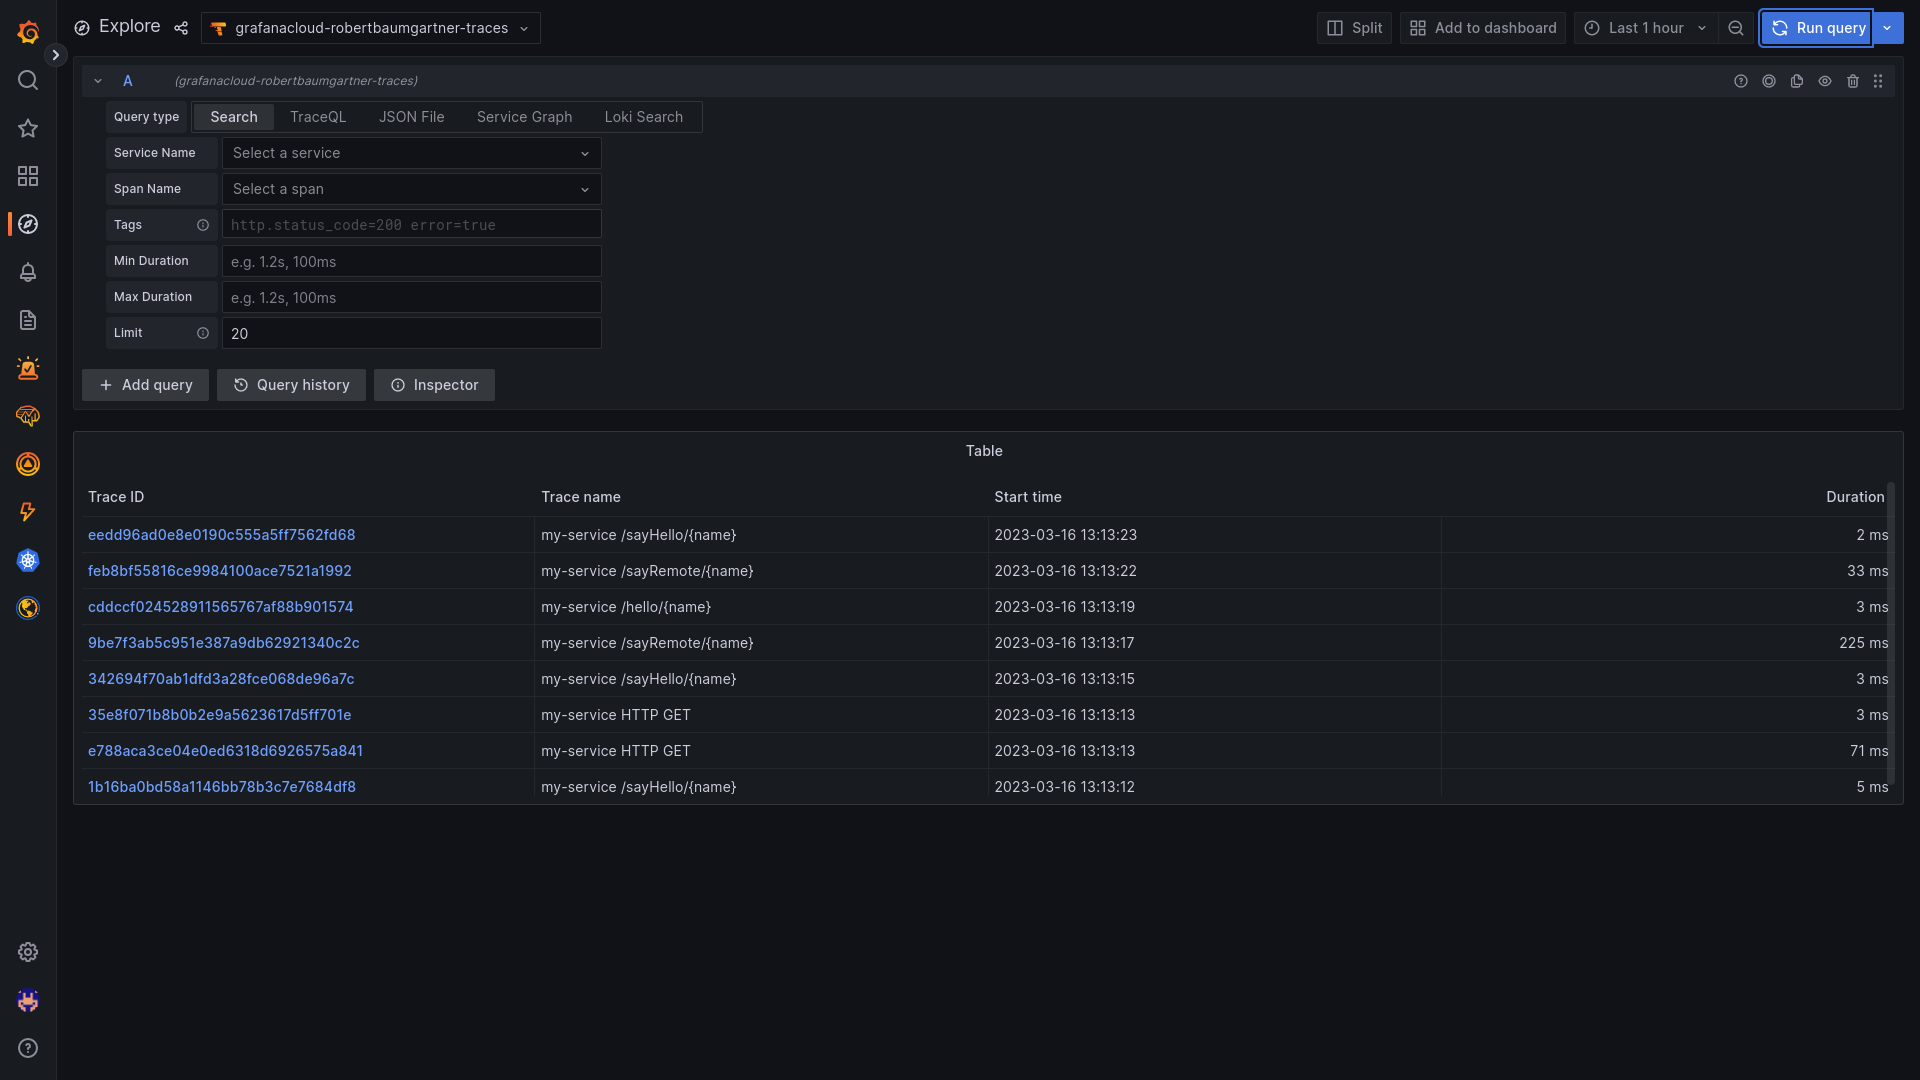 Explore
grafanacloud-robertbaumgartner-traces
Split
Add to dashboard
Last 1 hour
Run query
A (grafanacloud-robertbaumgartner-traces)
Query type Search TraceQL JSON File Service Graph Loki Search
Service Name Select a service
Span Name Select a span
Tags http.status_code=200 error=true
Min Duration e.g. 1.2s, 100ms
Max Duration e.g. 1.2s, 100ms
Limit 20
Add query Query history Inspector
Table
Trace ID Trace name Start time Duration
eedd96ad0e8e0190c555a5ff7562fd68 my-service /sayHello/{name} 2023-03-16 13:13:23 2 ms
feb8bf55816ce9984100ace7521a1992 my-service /sayRemote/{name} 2023-03-16 13:13:22 33 ms
cddccf024528911565767af88b901574 my-service /hello/{name} 2023-03-16 13:13:19 3 ms
9be7f3ab5c951e387a9db62921340c2c my-service /sayRemote/{name} 2023-03-16 13:13:17 225 ms
342694f70ab1dfd3a28fce068de96a7c my-service /sayHello/{name} 2023-03-16 13:13:15 3 ms
35e8f071b8b0b2e9a5623617d5ff701e my-service HTTP GET 2023-03-16 13:13:13 3 ms
e788aca3ce04e0ed6318d6926575a841 my-service HTTP GET 2023-03-16 13:13:13 71 ms
1b16ba0bd58a1146bb78b3c7e7684df8 my-service /sayHello/{name} 2023-03-16 13:13:12 5 ms